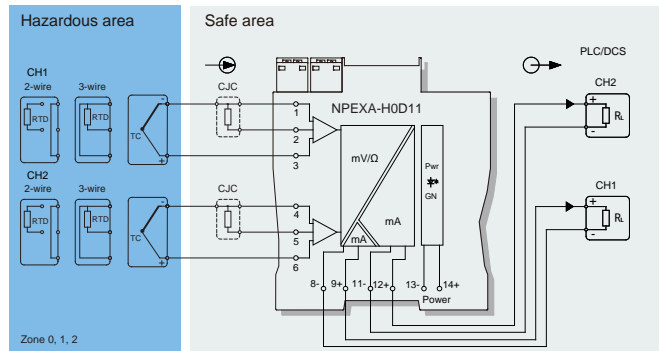 Hazardous area
Safe area
PLC/DCS
CH1
2-wire
3-wire
RTD
RTD
TC
-
+
CJC
1
2
3
NPEXA-H0D11
mV/Ω
mA
mA
Pwr
GN
CH2
+
-
RL
CH2
2-wire
3-wire
RTD
RTD
TC
-
+
CJC
4
5
6
CH1
+
-
RL
8- 9+ 11- 12+ 13- 14+
Power
Zone 0, 1, 2